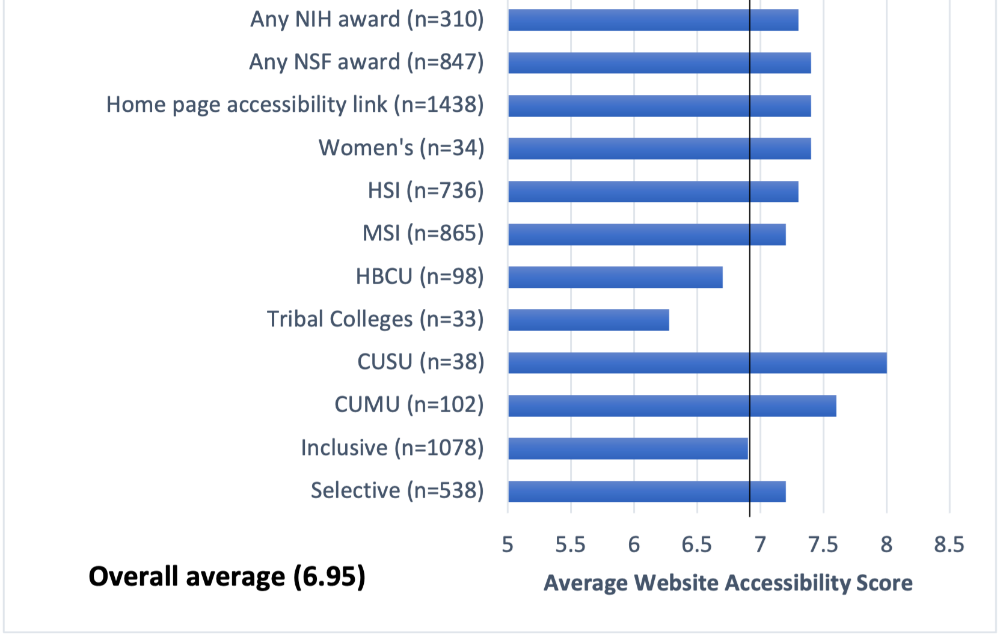 Any NIH award (n=310)
Any NSF award (n=847)
Home page accessibility link (n=1438)
Women's (n=34)
HSI (n=736)
MSI (n=865)
HBCU (n=98)
Tribal Colleges (n=33)
CUSU (n=38)
CUMU (n=102)
Inclusive (n=1078)
Selective (n=538)
5 5.5 6 6.5 7 7.5 8 8.5
Overall average (6.95)
Average Website Accessibility Score